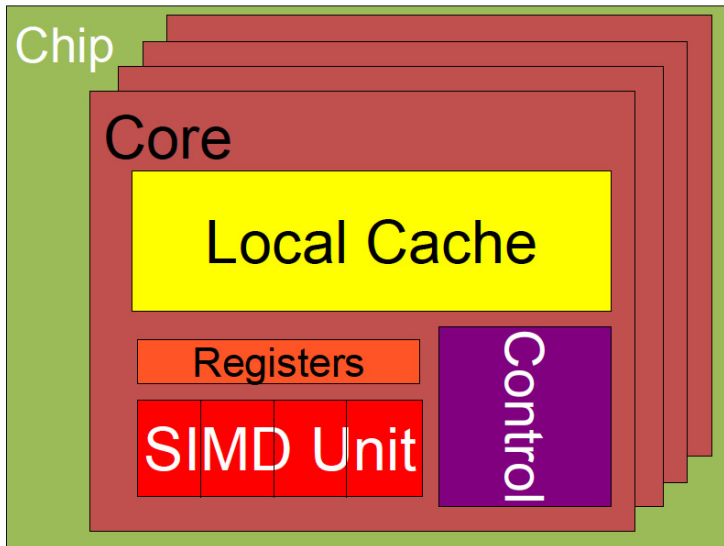 Chip
Core
Local Cache
Registers
SIMD Unit
Control